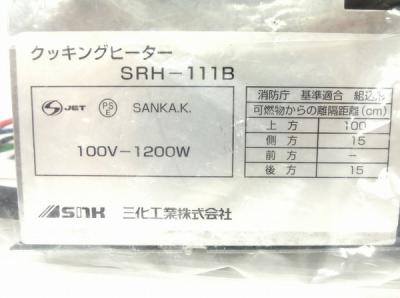 クッキングヒーター
SRH-111B
S JET PSE SANKA.K.
100V-1200W
消防庁 基準適合 組込形
可燃物からの離隔距離(cm)
上方 100
側方 15
前方 -
後方 15
SNK 三化工業株式会社